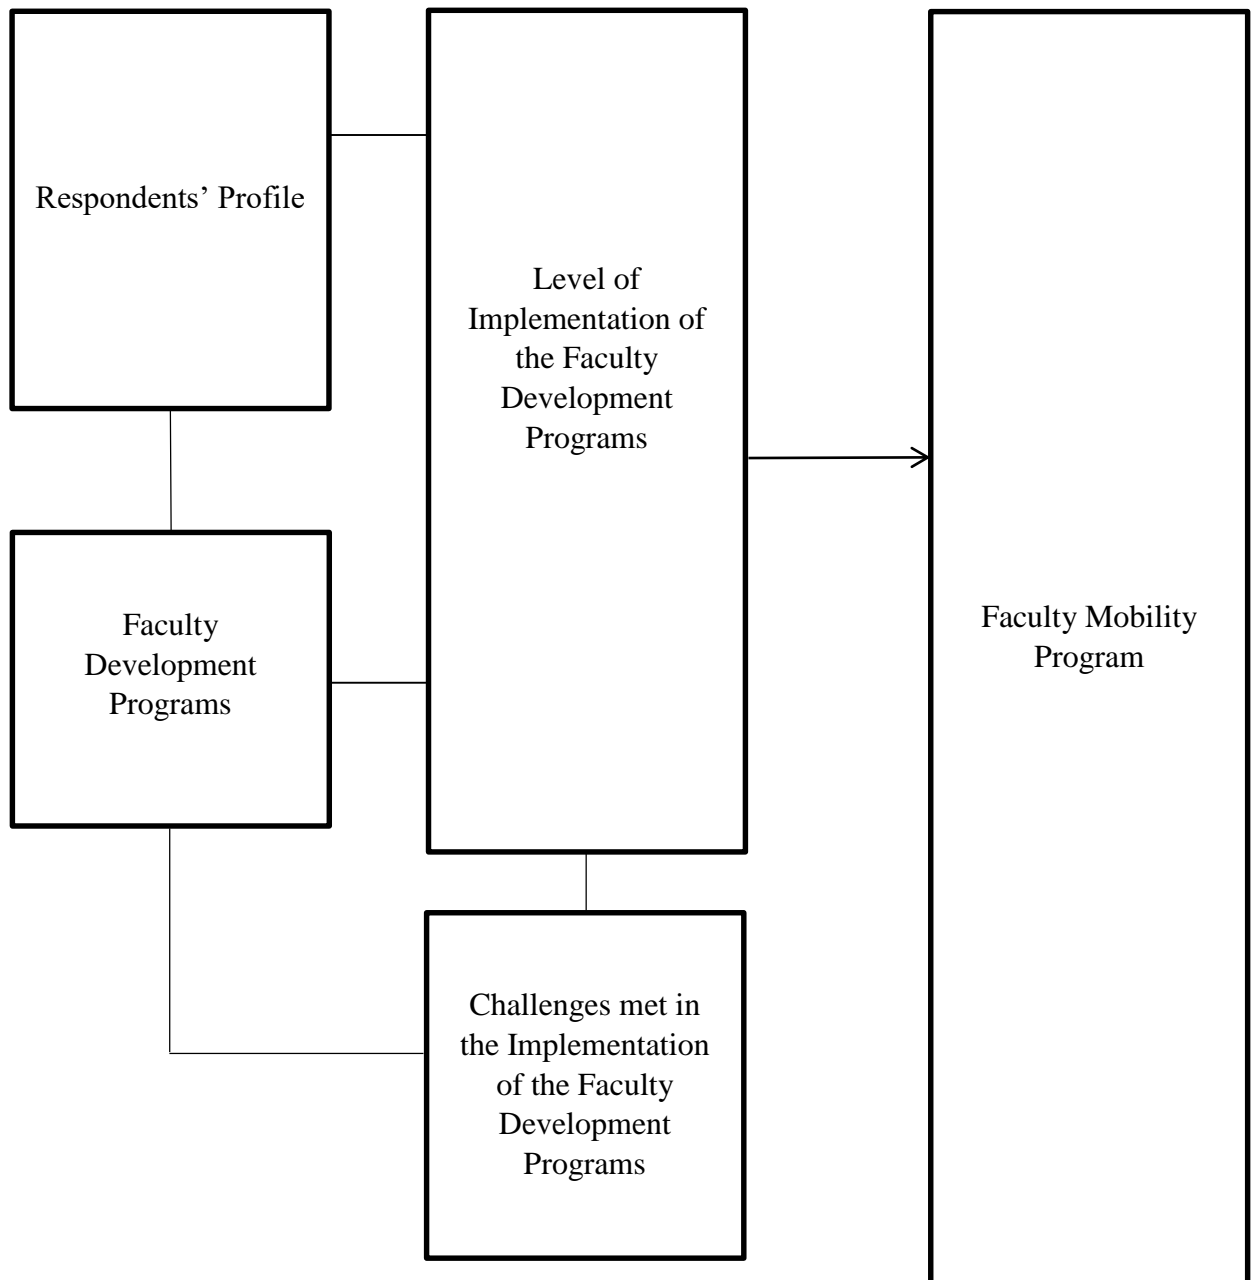 Respondents’ Profile
Level of
Implementation of
the Faculty
Development
Programs
Faculty
Development
Programs
Faculty Mobility
Program
Challenges met in
the Implementation
of the Faculty
Development
Programs